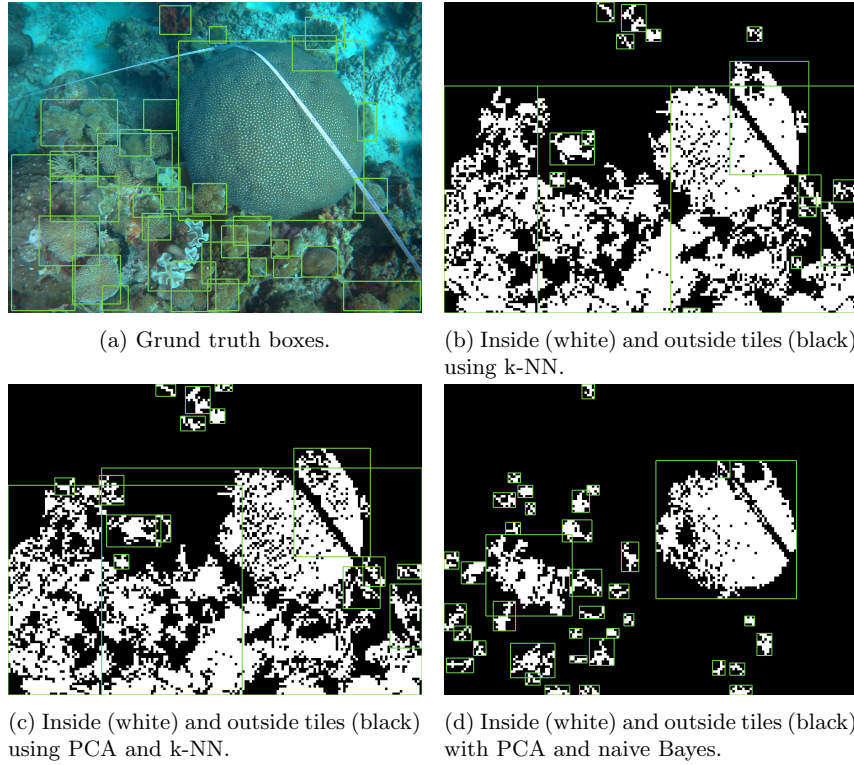 (a) Grund truth boxes.
(b) Inside (white) and outside tiles (black)
using k-NN.
(c) Inside (white) and outside tiles (black)
using PCA and k-NN.
(d) Inside (white) and outside tiles (black)
with PCA and naive Bayes.